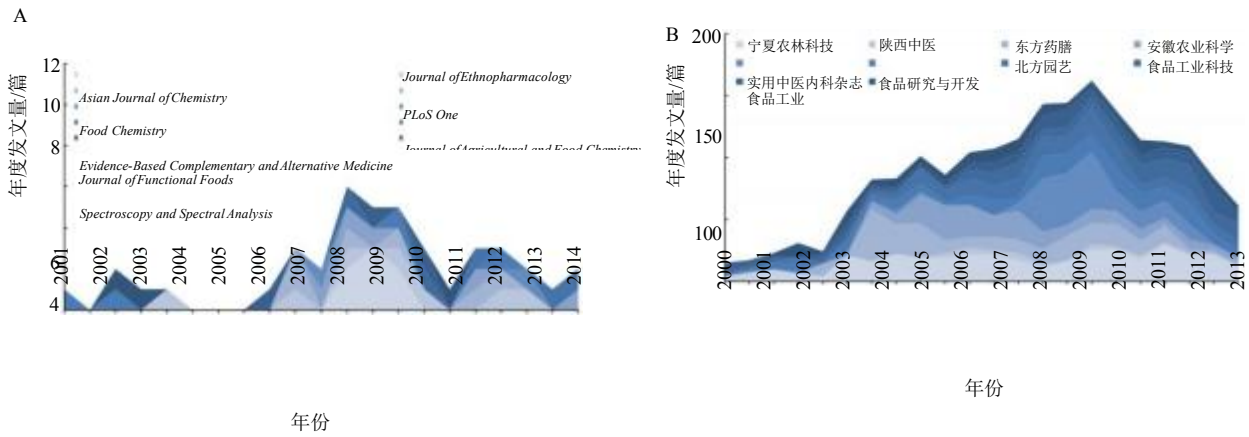 A
年度发文量/篇
12
10
8
6
4
Asian Journal of Chemistry
Food Chemistry
Evidence-Based Complementary and Alternative Medicine
Journal of Functional Foods
Spectroscopy and Spectral Analysis
Journal of Ethnopharmacology
PLoS One
Journal of Agricultural and Food Chemistry
2001 2002 2003 2004 2005 2006 2007 2008 2009 2010 2011 2012 2013 2014
年份
B
年度发文量/篇
200
150
100
宁夏农林科技 陕西中医 东方药膳 安徽农业科学
北方园艺 食品工业科技
实用中医内科杂志 食品研究与开发
食品工业
2000 2001 2002 2003 2004 2005 2006 2007 2008 2009 2010 2011 2012 2013
年份